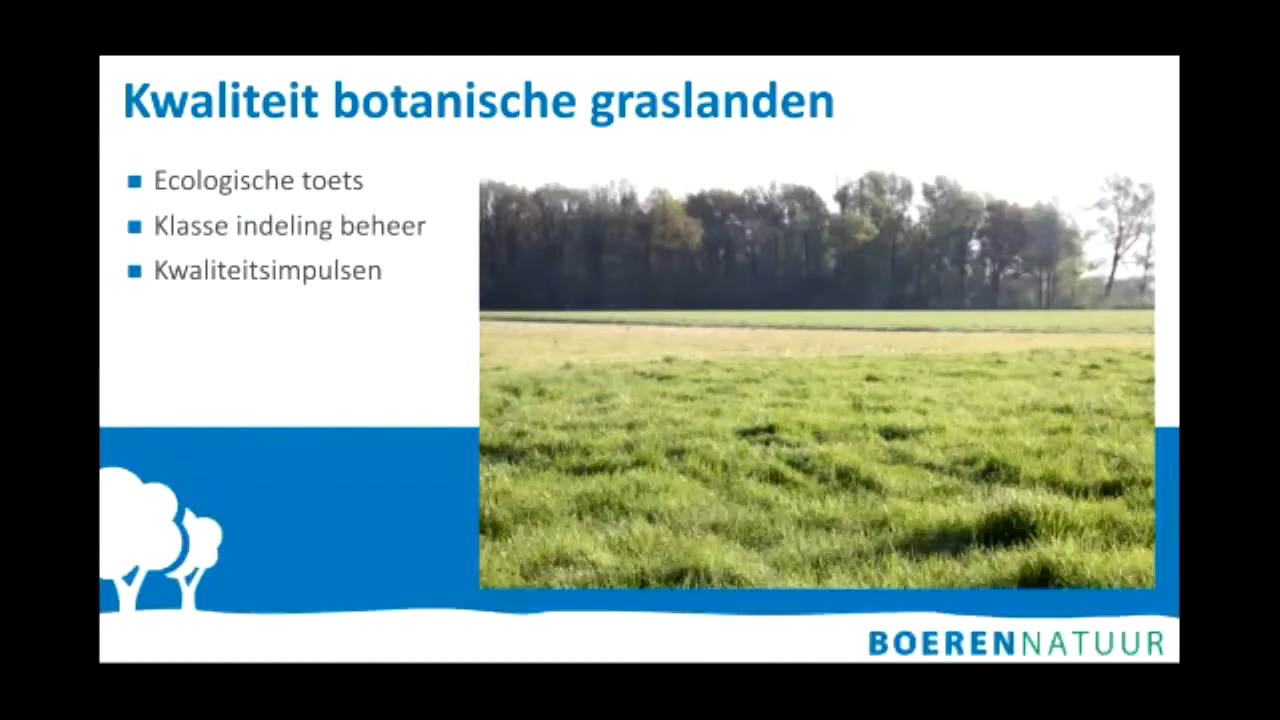 Kwaliteit botanische graslanden
Ecologische toets
Klasse indeling beheer
Kwaliteitsimpulsen
BOERENNATUUR